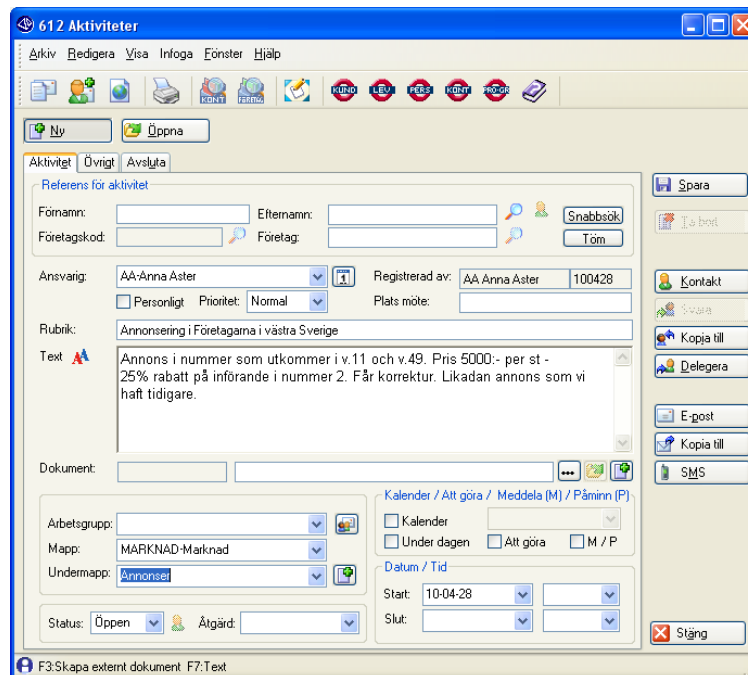 612 Aktiviteter
Arkiv Redigera Visa Infoga Fönster Hjälp
KONT FÖRETAG KUND LEV PERS KONT PRO-GR
Ny Öppna
Aktivitet Övrigt Avsluta
Referens för aktivitet
Förnamn: Efternamn: Snabbsök
Företagskod: Företag: Töm
Ansvarig: AA-Anna Aster 1 Registrerad av: AA Anna Aster 100428
Personligt Prioritet: Normal Plats möte:
Rubrik: Annonsering i Företagarna i västra Sverige
Text AA Annons i nummer som utkommer i v.11 och v.49. Pris 5000:- per st -
25% rabatt på införande i nummer 2. Får korrektur. Likadan annons som vi
haft tidigare.
Dokument: ...
Arbetsgrupp:
Mapp: MARKNAD-Marknad
Undermapp: Annonser
Status: Öppen Åtgärd:
Kalender / Att göra / Meddela (M) / Påminn (P)
Kalender
Under dagen Att göra M / P
Datum / Tid
Start: 10-04-28
Slut:
Spara
Ta bort
Kontakt
Svara
Kopia till
Delegera
E-post
Kopia till
SMS
Stäng
F3:Skapa externt dokument F7:Text